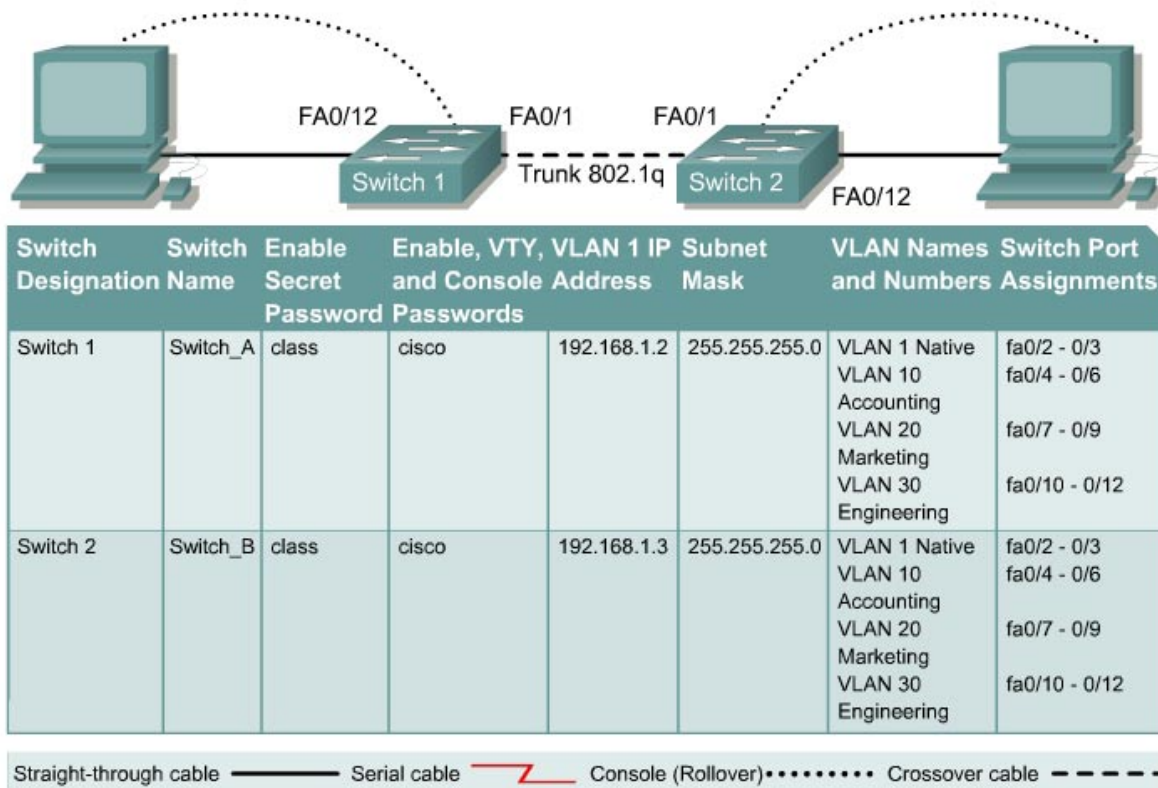 FA0/12
FA0/1
FA0/1
Switch 1
Trunk 802.1q
Switch 2
FA0/12
Switch Designation
Switch Name
Enable Secret Password
Enable, VTY, and Console Passwords
VLAN 1 IP Address
Subnet Mask
VLAN Names and Numbers
Switch Port Assignments
Switch 1
Switch_A
class
cisco
192.168.1.2
255.255.255.0
VLAN 1 Native
fa0/2 - 0/3
VLAN 10
fa0/4 - 0/6
Accounting
VLAN 20
fa0/7 - 0/9
Marketing
VLAN 30
fa0/10 - 0/12
Engineering
Switch 2
Switch_B
class
cisco
192.168.1.3
255.255.255.0
VLAN 1 Native
fa0/2 - 0/3
VLAN 10
fa0/4 - 0/6
Accounting
VLAN 20
fa0/7 - 0/9
Marketing
VLAN 30
fa0/10 - 0/12
Engineering
Straight-through cable
Serial cable
Console (Rollover)
Crossover cable